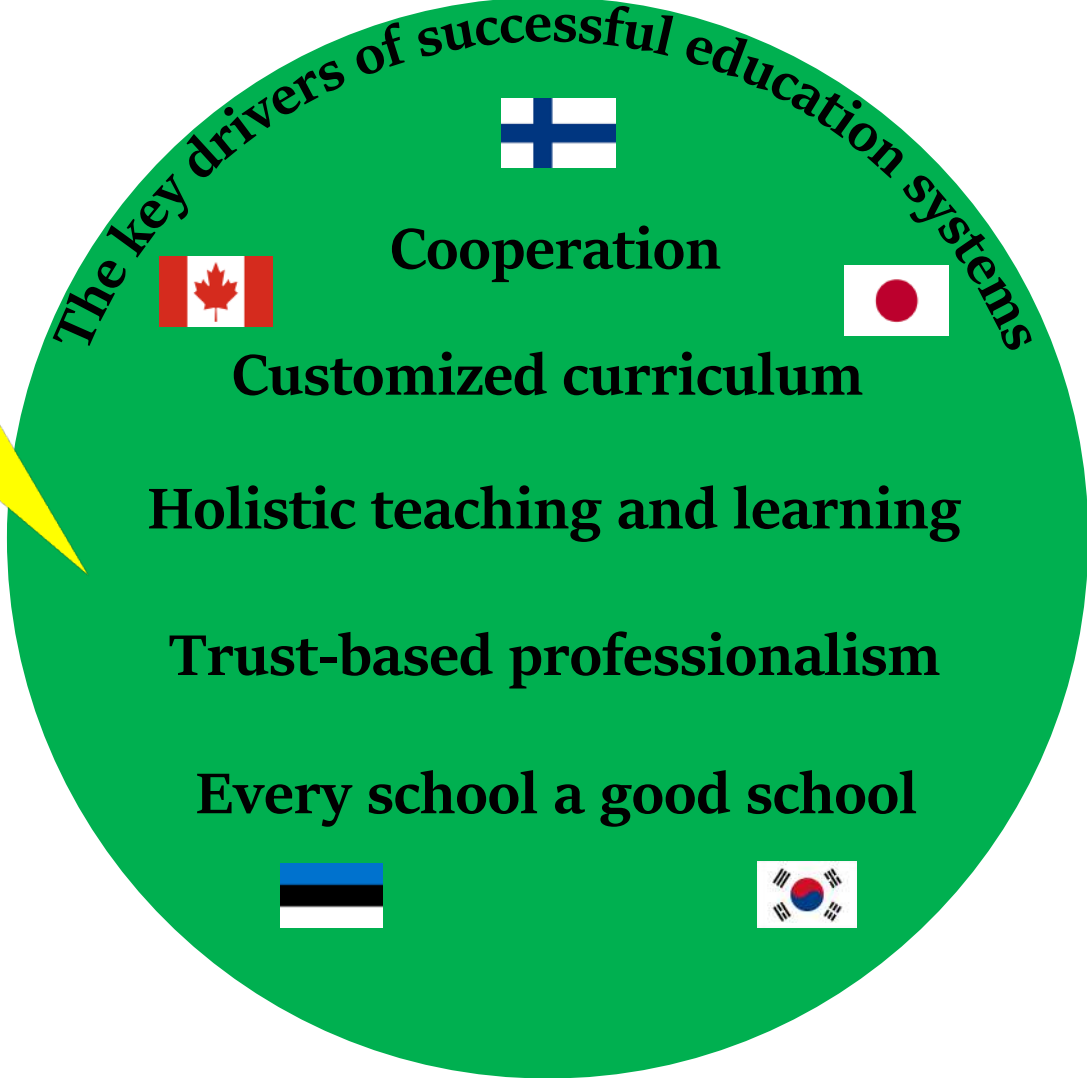 The key drivers of successful education systems
Cooperation
Customized curriculum
Holistic teaching and learning
Trust-based professionalism
Every school a good school